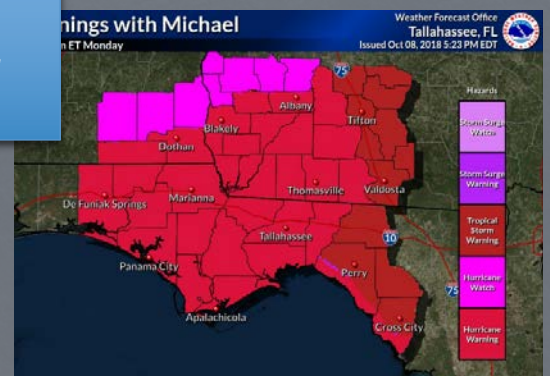 nings with Michael
m ET Monday
Weather Forecast Office
Tallahassee, FL
Issued Oct 08, 2018 5:23 PM EDT
75
Albany
Tifton
Blakely
Dothan
De Funiak Springs
Marianna
Thomasville
Valdosta
Tallahassee
10
Panama City
Perry
75
Apalachicola
Cross City
Hazards
Storm Surge
Watch
Storm Surge
Warning
Tropical
Storm
Warning
Hurricane
Watch
Hurricane
Warning